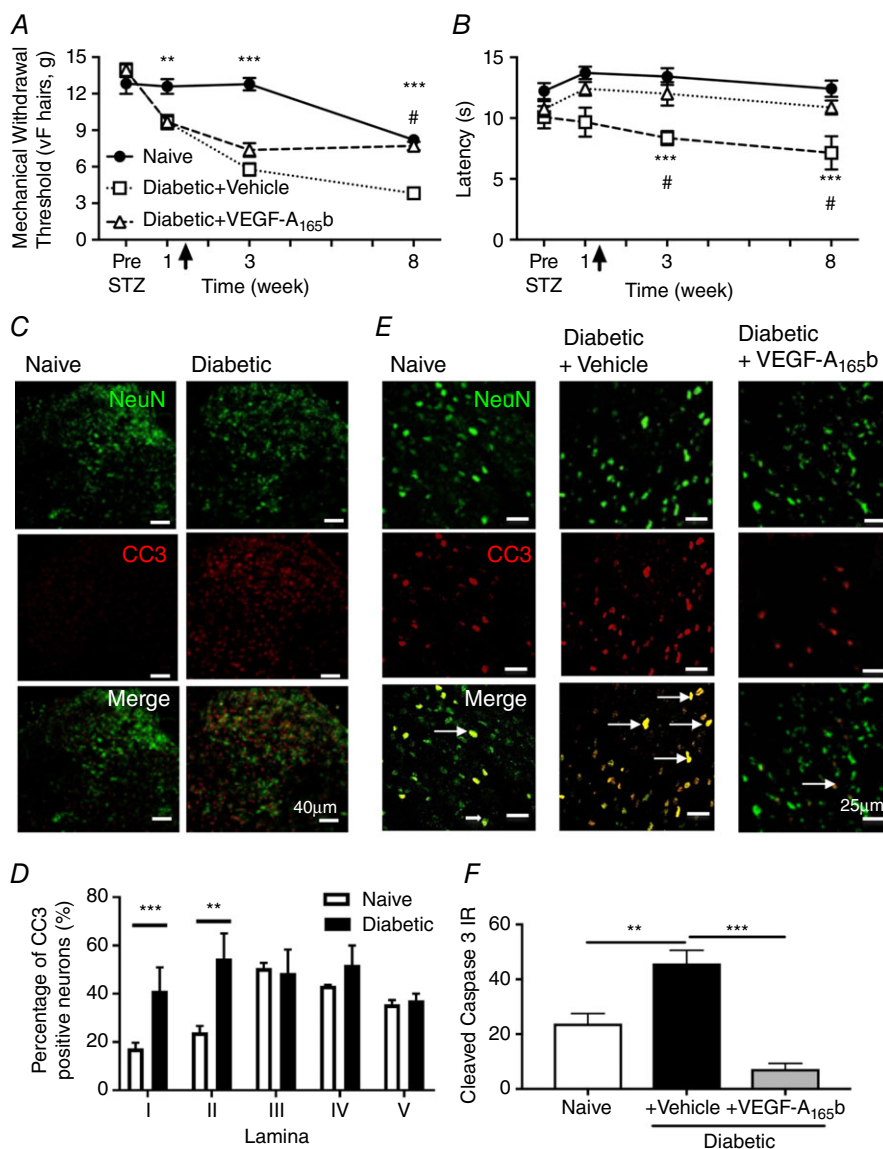 A
Mechanical Withdrawal
Threshold (vF hairs, g)
15
12
9
6
3
0
**
***
***
#
Naive
Diabetic+Vehicle
Diabetic+VEGF-A165b
Pre
STZ
1
3
8
Time (week)
B
Latency (s)
15
10
5
0
***
#
***
#
Pre
STZ
1
3
8
Time (week)
C
Naive
Diabetic
NeuN
CC3
Merge
40μm
E
Naive
Diabetic
+ Vehicle
Diabetic
+ VEGF-A165b
NeuN
CC3
Merge
25μm
D
Percentage of CC3
positive neurons (%)
80
60
40
20
0
***
**
Naive
Diabetic
I
II
III
IV
V
Lamina
F
Cleaved Caspase 3 IR
60
40
20
0
**
***
Naive
+Vehicle
+VEGF-A165b
Diabetic